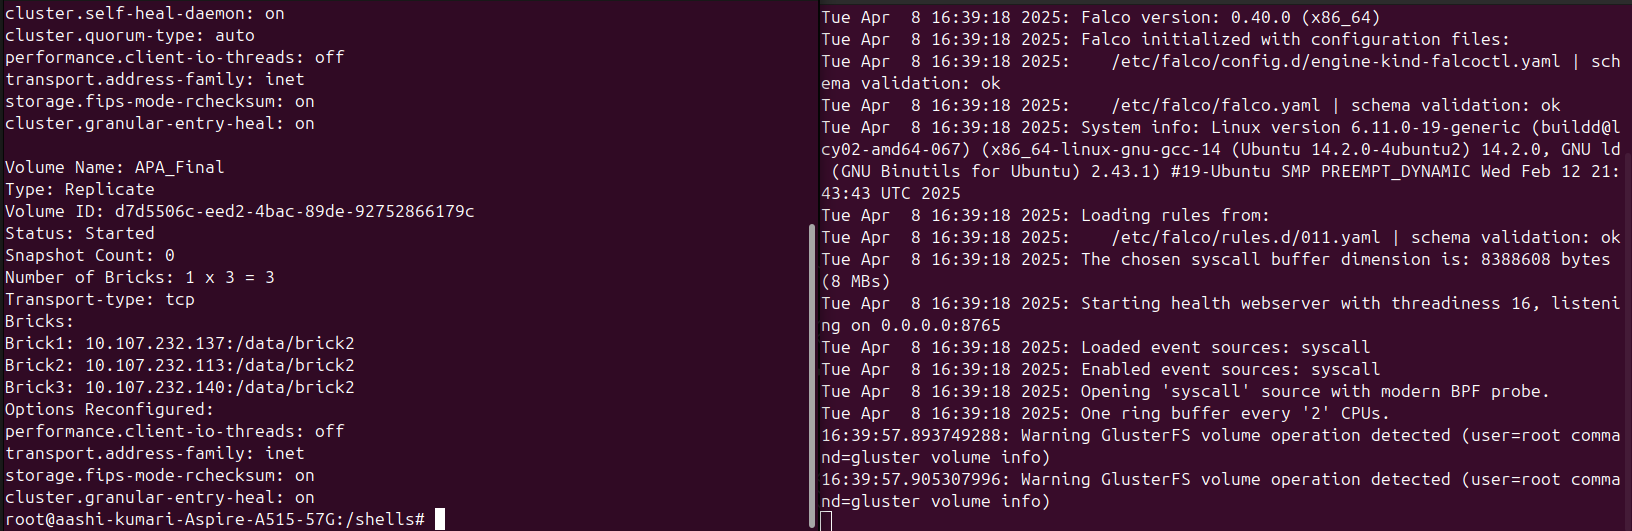 cluster.self-heal-daemon: on
cluster.quorum-type: auto
performance.client-io-threads: off
transport.address-family: inet
storage.fips-mode-rchecksum: on
cluster.granular-entry-heal: on

Volume Name: APA_Final
Type: Replicate
Volume ID: d7d5506c-eed2-4bac-89de-92752866179c
Status: Started
Snapshot Count: 0
Number of Bricks: 1 x 3 = 3
Transport-type: tcp
Bricks:
Brick1: 10.107.232.137:/data/brick2
Brick2: 10.107.232.113:/data/brick2
Brick3: 10.107.232.140:/data/brick2
Options Reconfigured:
performance.client-io-threads: off
transport.address-family: inet
storage.fips-mode-rchecksum: on
cluster.granular-entry-heal: on
root@aashi-kumari-Aspire-A515-57G:/shells#
Tue Apr  8 16:39:18 2025: Falco version: 0.40.0 (x86_64)
Tue Apr  8 16:39:18 2025: Falco initialized with configuration files:
Tue Apr  8 16:39:18 2025:    /etc/falco/config.d/engine-kind-falcoctl.yaml | sch
ema validation: ok
Tue Apr  8 16:39:18 2025:    /etc/falco/falco.yaml | schema validation: ok
Tue Apr  8 16:39:18 2025: System info: Linux version 6.11.0-19-generic (buildd@l
cy02-amd64-067) (x86_64-linux-gnu-gcc-14 (Ubuntu 14.2.0-4ubuntu2) 14.2.0, GNU ld
 (GNU Binutils for Ubuntu) 2.43.1) #19-Ubuntu SMP PREEMPT_DYNAMIC Wed Feb 12 21:
43:43 UTC 2025
Tue Apr  8 16:39:18 2025: Loading rules from:
Tue Apr  8 16:39:18 2025:    /etc/falco/rules.d/011.yaml | schema validation: ok
Tue Apr  8 16:39:18 2025: The chosen syscall buffer dimension is: 8388608 bytes
(8 MBs)
Tue Apr  8 16:39:18 2025: Starting health webserver with threadiness 16, listeni
ng on 0.0.0.0:8765
Tue Apr  8 16:39:18 2025: Loaded event sources: syscall
Tue Apr  8 16:39:18 2025: Enabled event sources: syscall
Tue Apr  8 16:39:18 2025: Opening 'syscall' source with modern BPF probe.
Tue Apr  8 16:39:18 2025: One ring buffer every '2' CPUs.
16:39:57.893749288: Warning GlusterFS volume operation detected (user=root comma
nd=gluster volume info)
16:39:57.905307996: Warning GlusterFS volume operation detected (user=root comma
nd=gluster volume info)